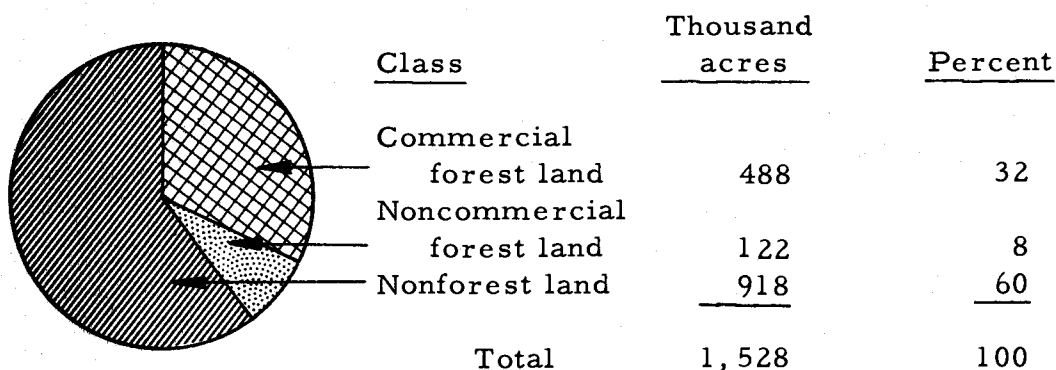 Thousand
Class acres Percent
Commercial
forest land 488 32
Noncommercial
forest land 122 8
Nonforest land 918 60
Total 1,528 100